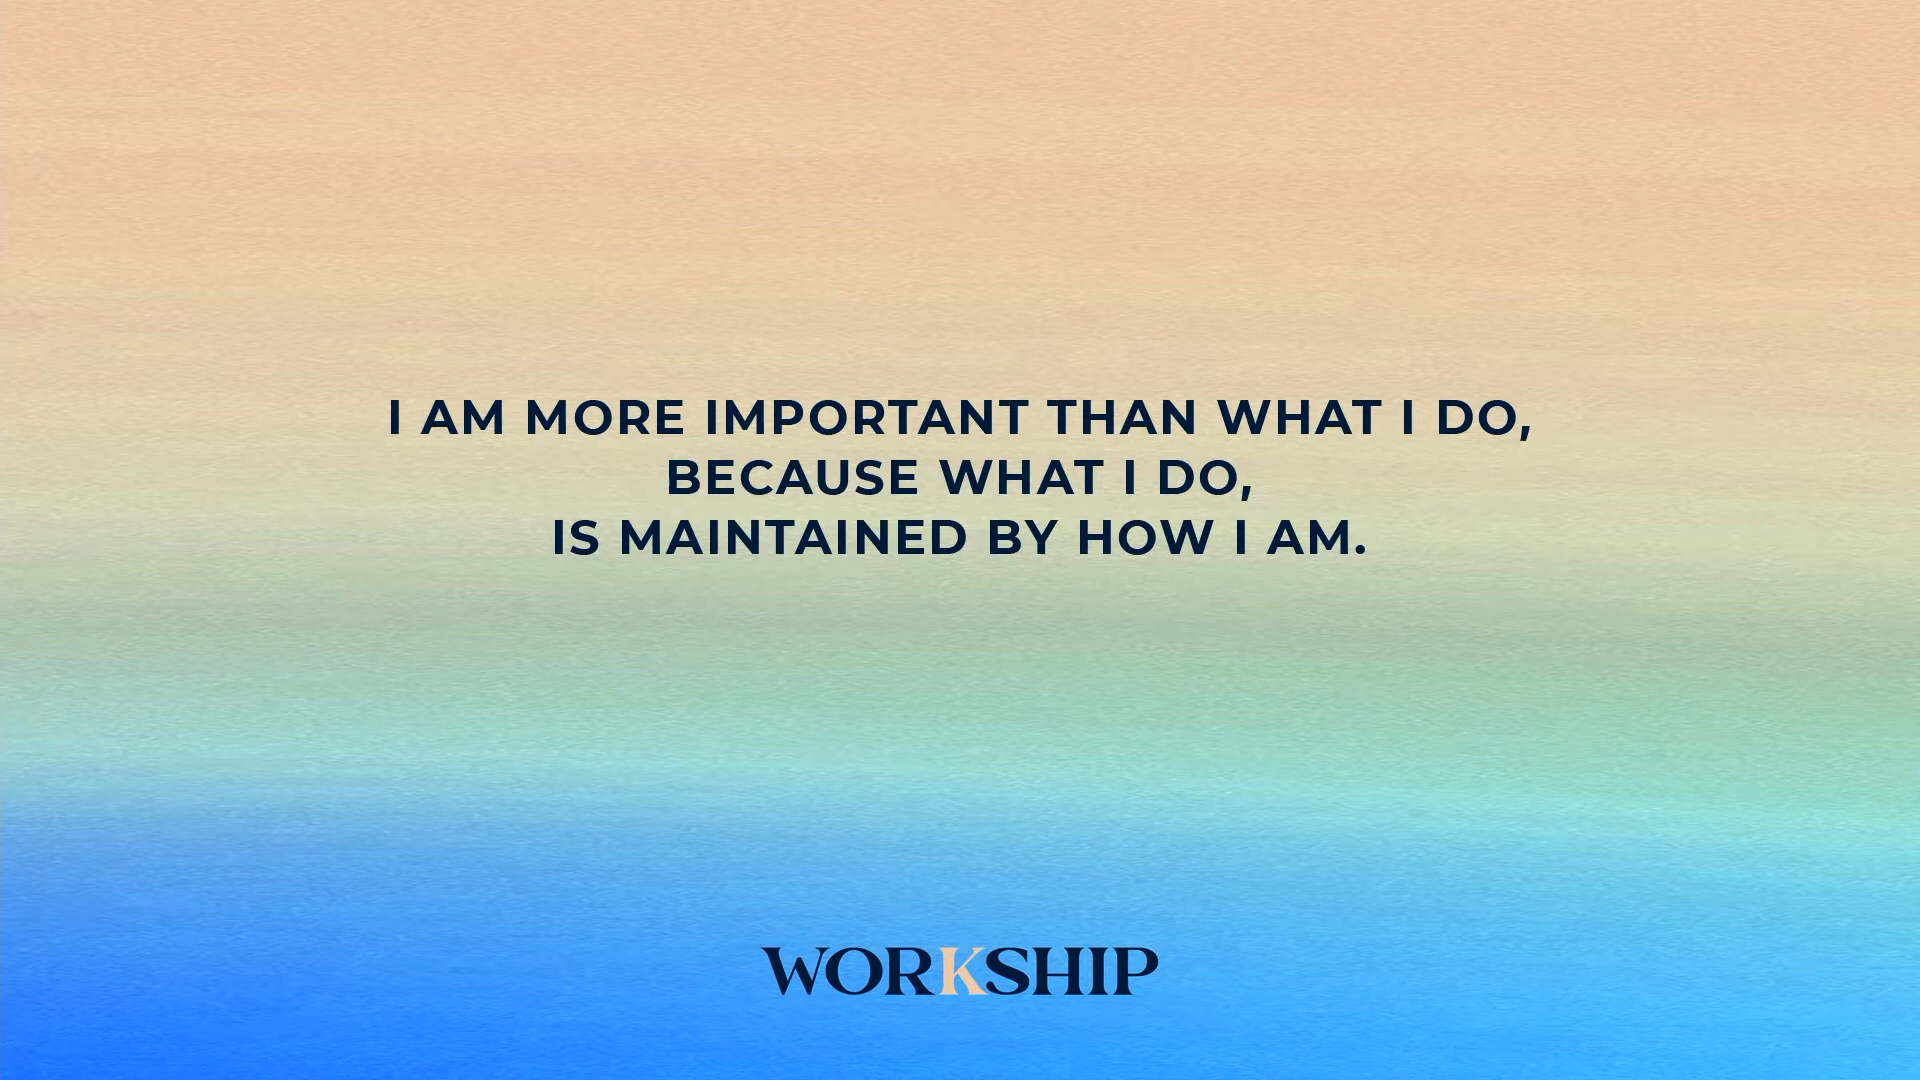 I AM MORE IMPORTANT THAN WHAT I DO,
BECAUSE WHAT I DO,
IS MAINTAINED BY HOW I AM.
WORKSHIP